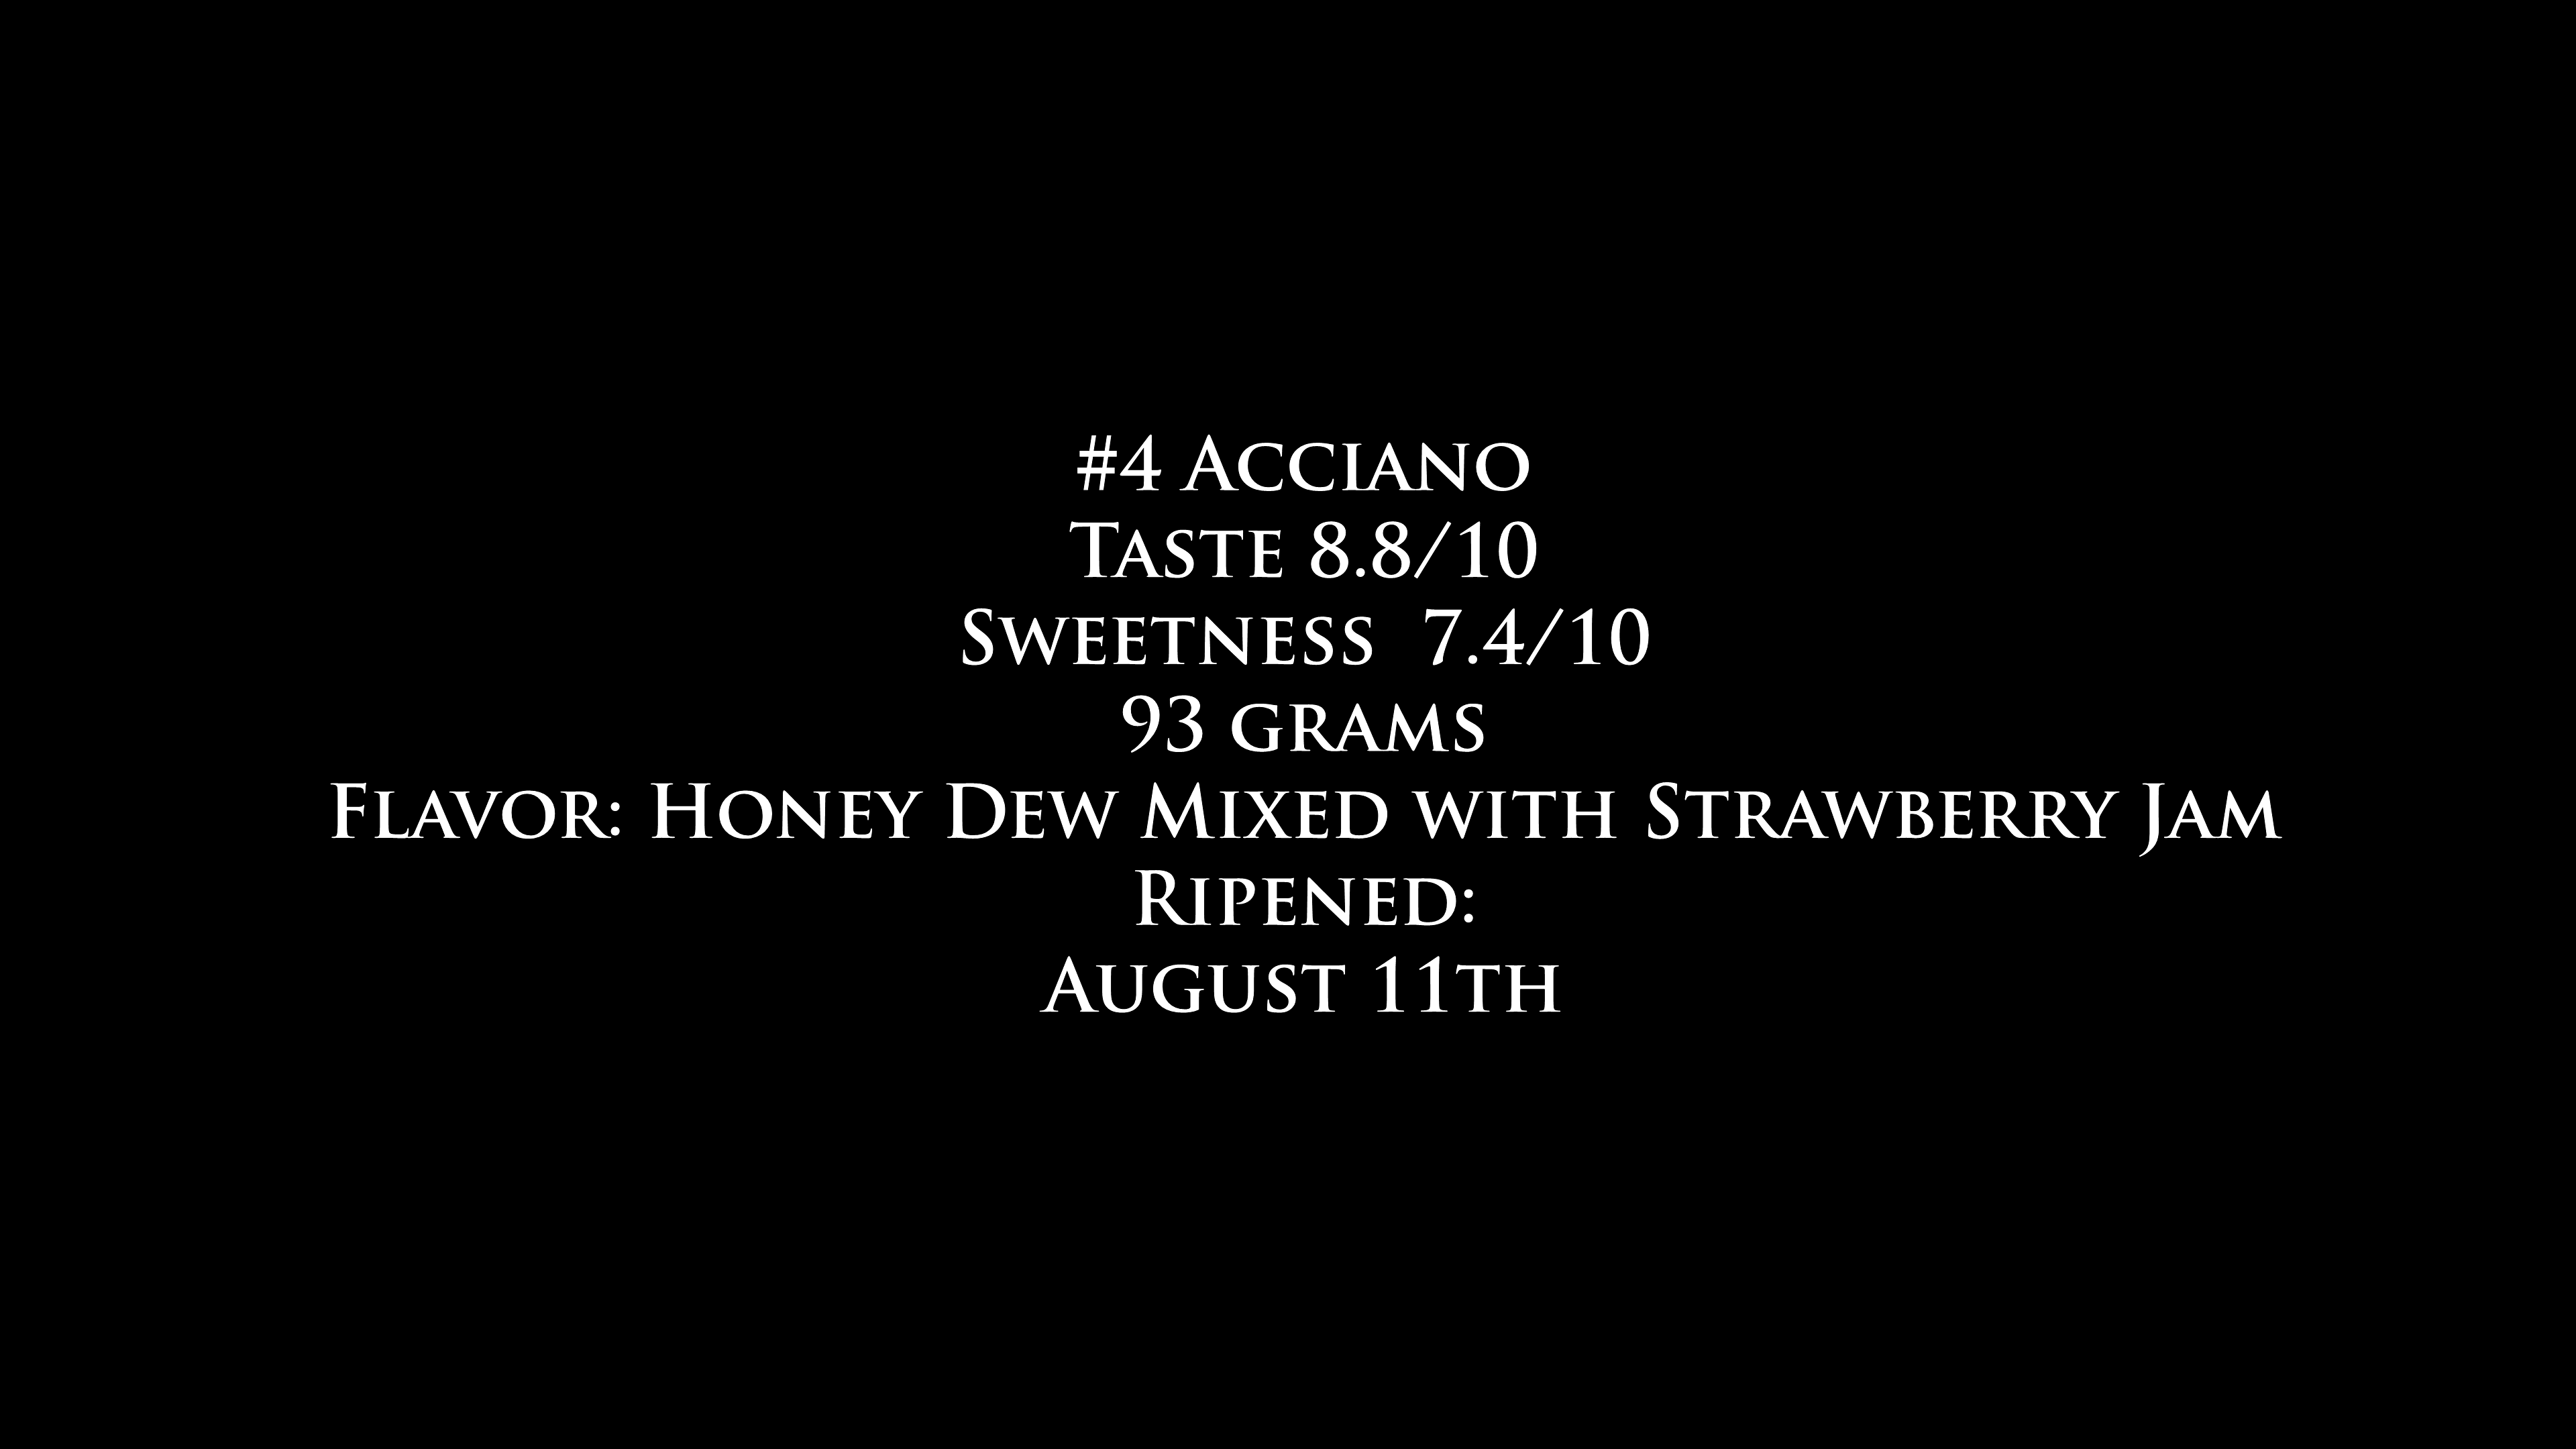 #4 Acciano
Taste 8.8/10
Sweetness  7.4/10
93 grams
Flavor: Honey Dew Mixed with Strawberry Jam
Ripened:
August 11th